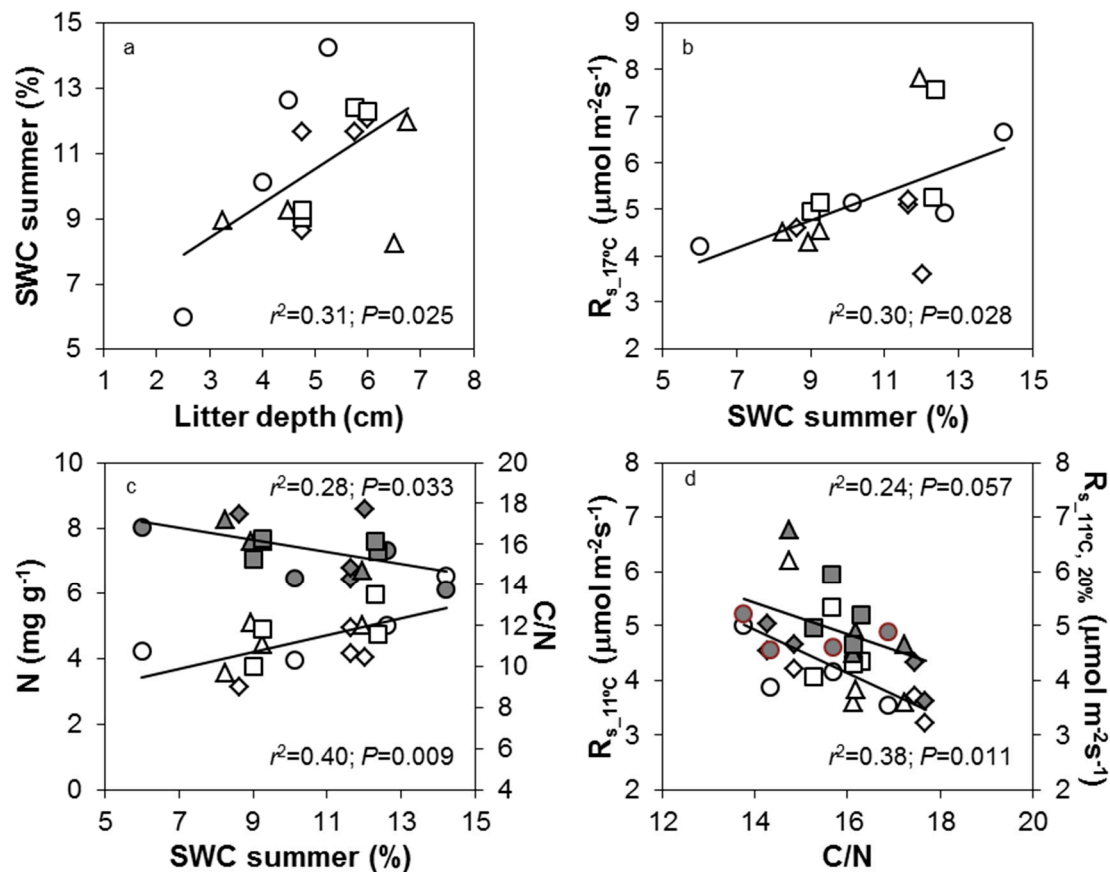 a
SWC summer (%)
15
13
11
9
7
5
1 2 3 4 5 6 7 8
Litter depth (cm)
r²=0.31; P=0.025
b
Rs_17ºC (µmol m⁻²s⁻¹)
9
8
7
6
5
4
3
2
5 7 9 11 13 15
SWC summer (%)
r²=0.30; P=0.028
c
N (mg g⁻¹)
10
8
6
4
2
0
5 7 9 11 13 15
SWC summer (%)
20
18
16
14
12
10
8
6
4
C/N
r²=0.28; P=0.033
r²=0.40; P=0.009
d
Rs_11ºC (µmol m⁻²s⁻¹)
8
7
6
5
4
3
2
12 14 16 18 20
C/N
8
7
6
5
4
3
2
Rs_11ºC, 20% (µmol m⁻²s⁻¹)
r²=0.24; P=0.057
r²=0.38; P=0.011